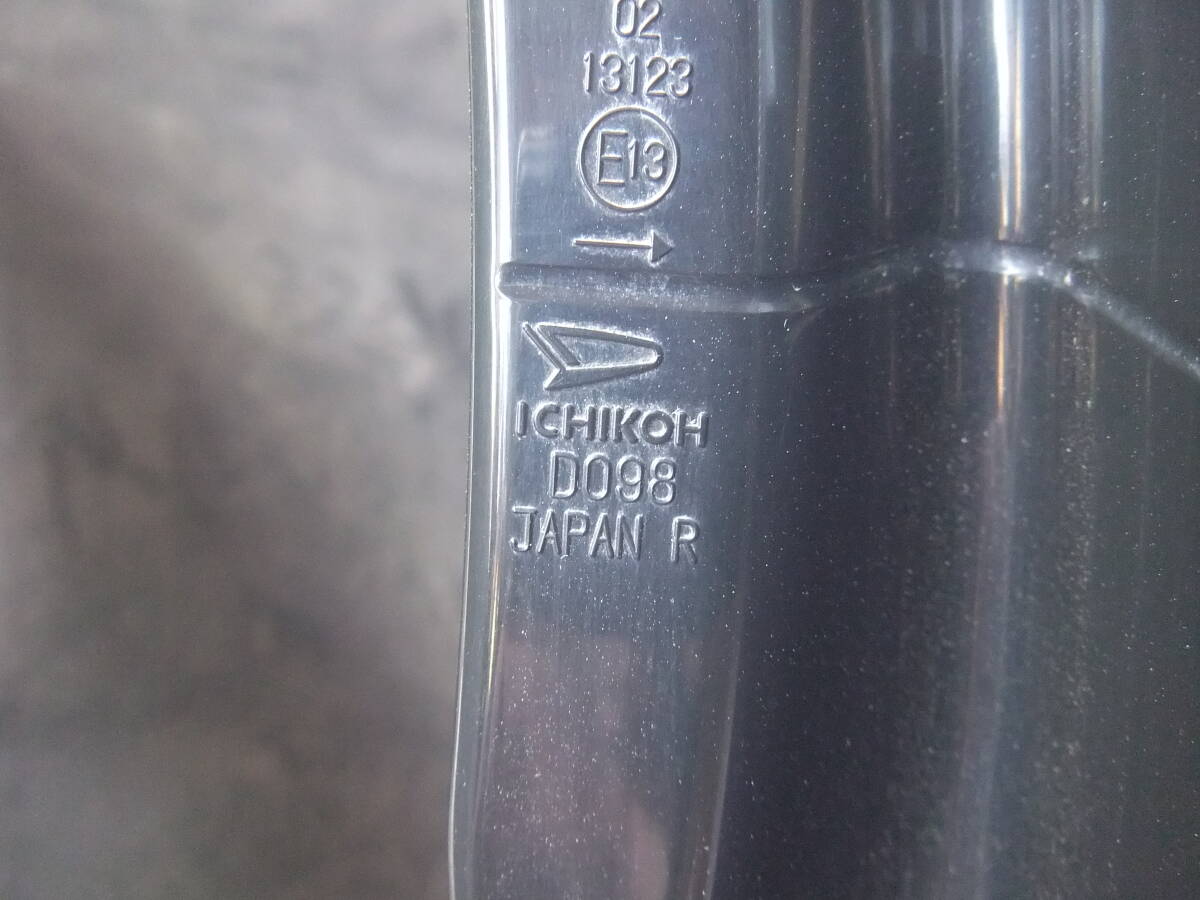 02
13123
E13
ICHIKOH
D098
JAPAN R